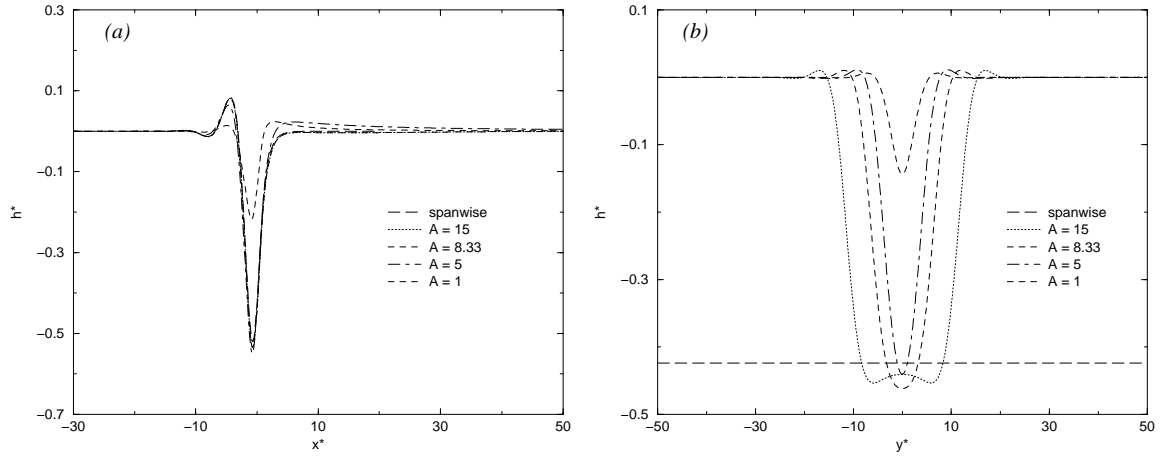 (a)
0.3
0.1
−0.1
−0.3
−0.5
−0.7
h*
−30
−10
10
30
50
x*
spanwise
A = 15
A = 8.33
A = 5
A = 1
(b)
0.1
−0.1
−0.3
−0.5
h*
−50
−30
−10
10
30
50
y*
spanwise
A = 15
A = 8.33
A = 5
A = 1